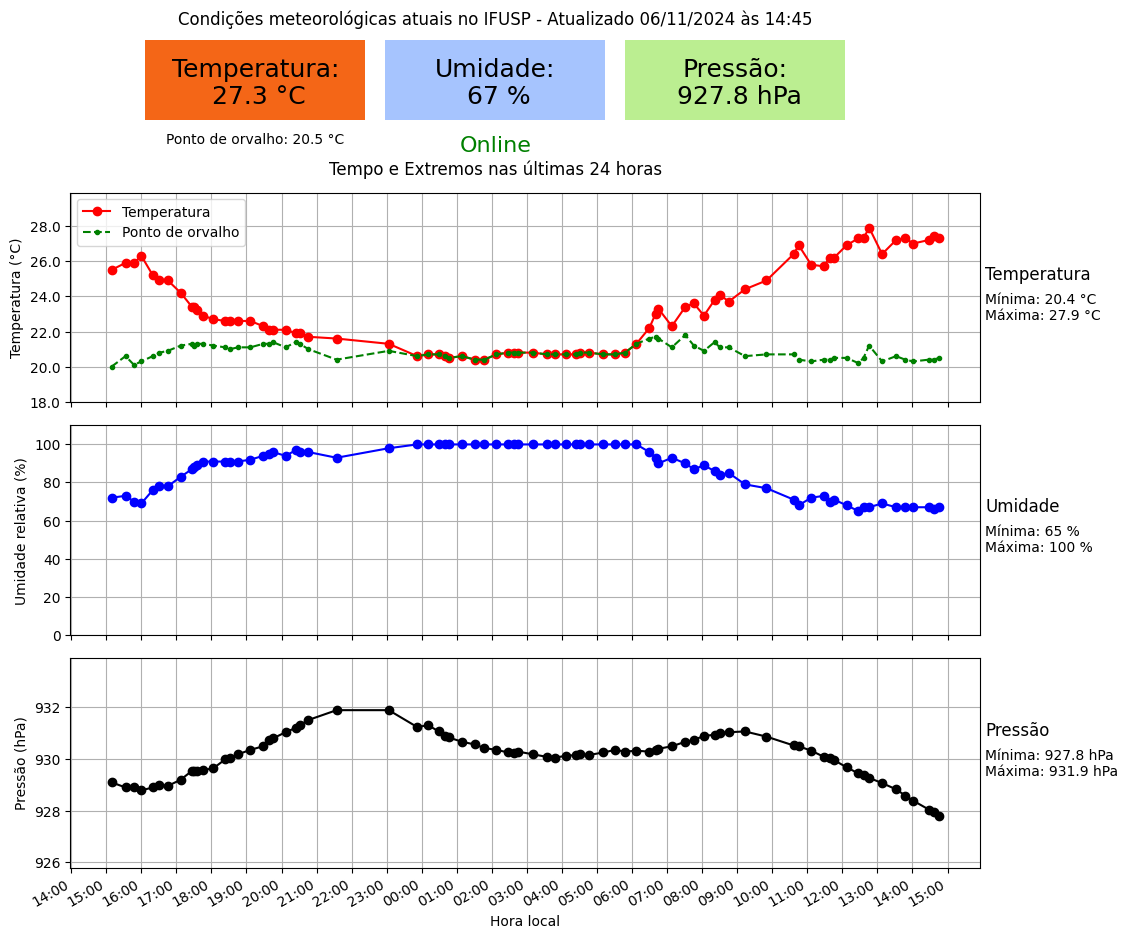 Condições meteorológicas atuais no IFUSP - Atualizado 06/11/2024 às 14:45
Temperatura:
27.3 °C
Umidade:
67 %
Pressão:
927.8 hPa
Ponto de orvalho: 20.5 °C
Online
Tempo e Extremos nas últimas 24 horas
Temperatura (°C)
28.0
26.0
24.0
22.0
20.0
18.0
Temperatura
Ponto de orvalho
Temperatura
Mínima: 20.4 °C
Máxima: 27.9 °C
Umidade relativa (%)
100
80
60
40
20
0
Umidade
Mínima: 65 %
Máxima: 100 %
Pressão (hPa)
932
930
928
926
Pressão
Mínima: 927.8 hPa
Máxima: 931.9 hPa
14:00
15:00
16:00
17:00
18:00
19:00
20:00
21:00
22:00
23:00
00:00
01:00
02:00
03:00
04:00
05:00
06:00
07:00
08:00
09:00
10:00
11:00
12:00
13:00
14:00
15:00
Hora local